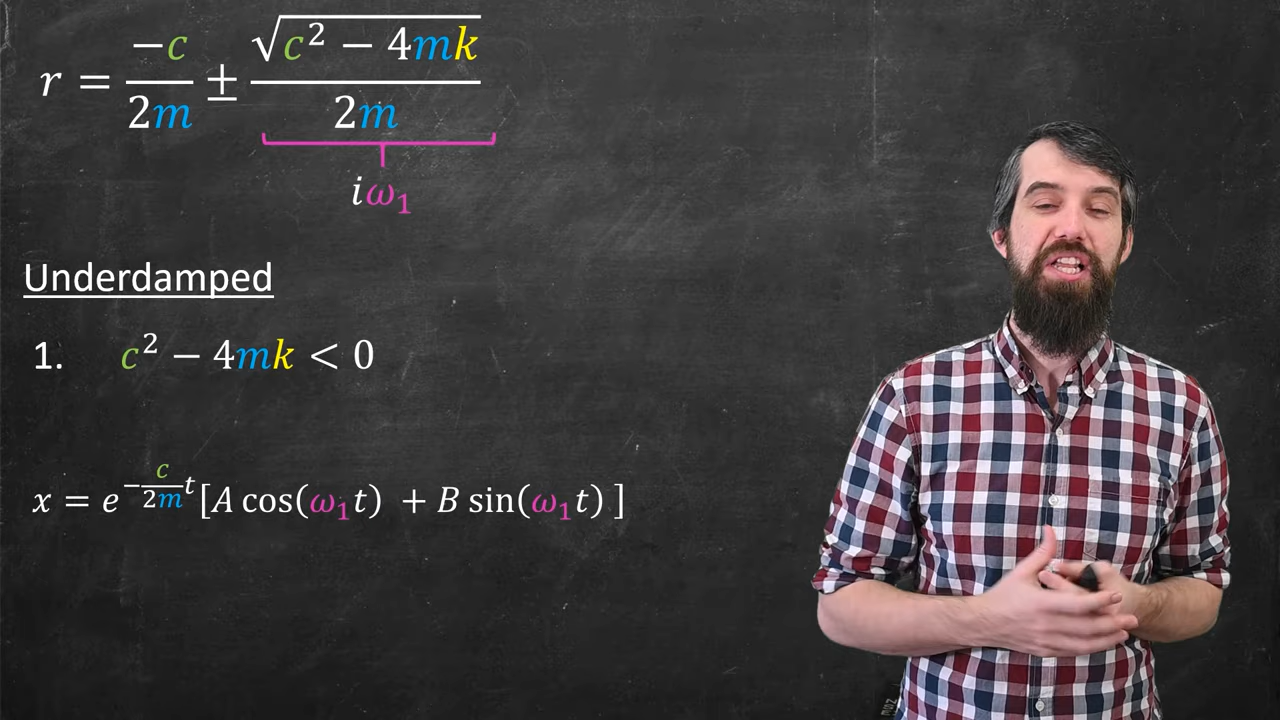 r = −c/2m ± √(c² − 4mk)/2m
iω₁
Underdamped
1. c² − 4mk < 0
x = e^(−c/2m t)[A cos(ω₁t) + B sin(ω₁t) ]